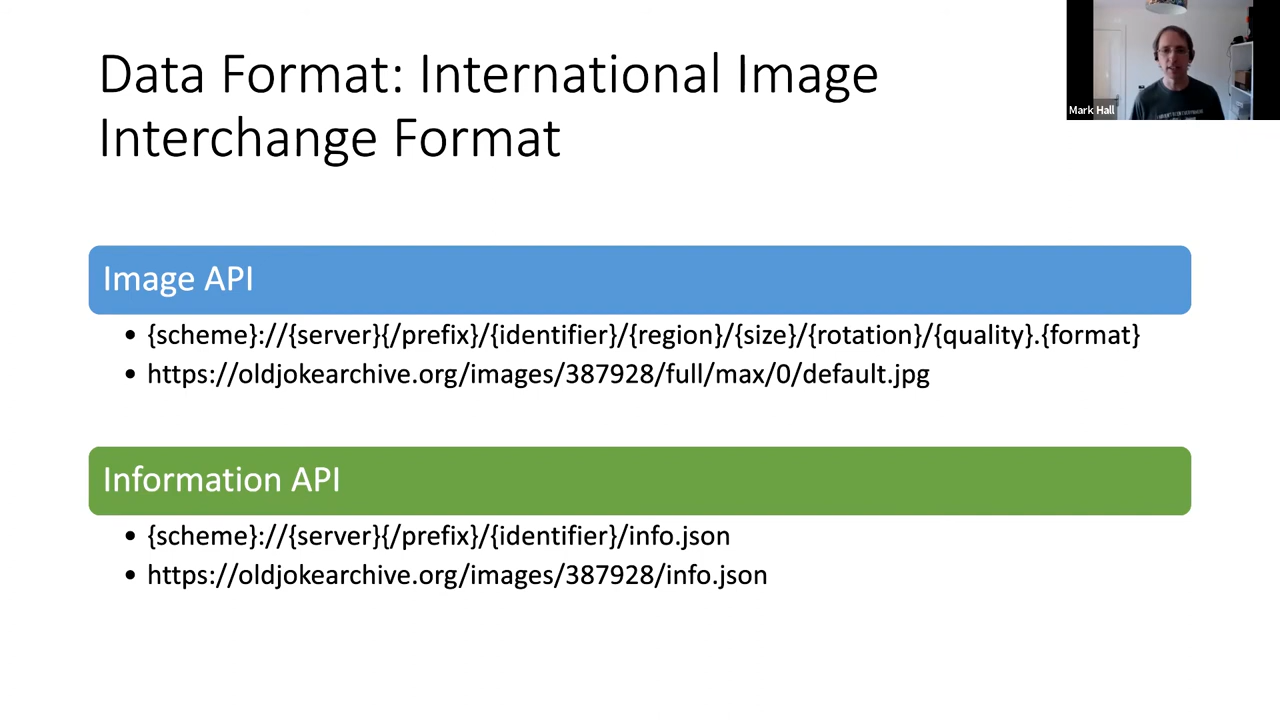 Data Format: International Image
Interchange Format
Mark Hall
Image API
• {scheme}://{server}{/prefix}/{identifier}/{region}/{size}/{rotation}/{quality}.{format}
• https://oldjokearchive.org/images/387928/full/max/0/default.jpg
Information API
• {scheme}://{server}{/prefix}/{identifier}/info.json
• https://oldjokearchive.org/images/387928/info.json